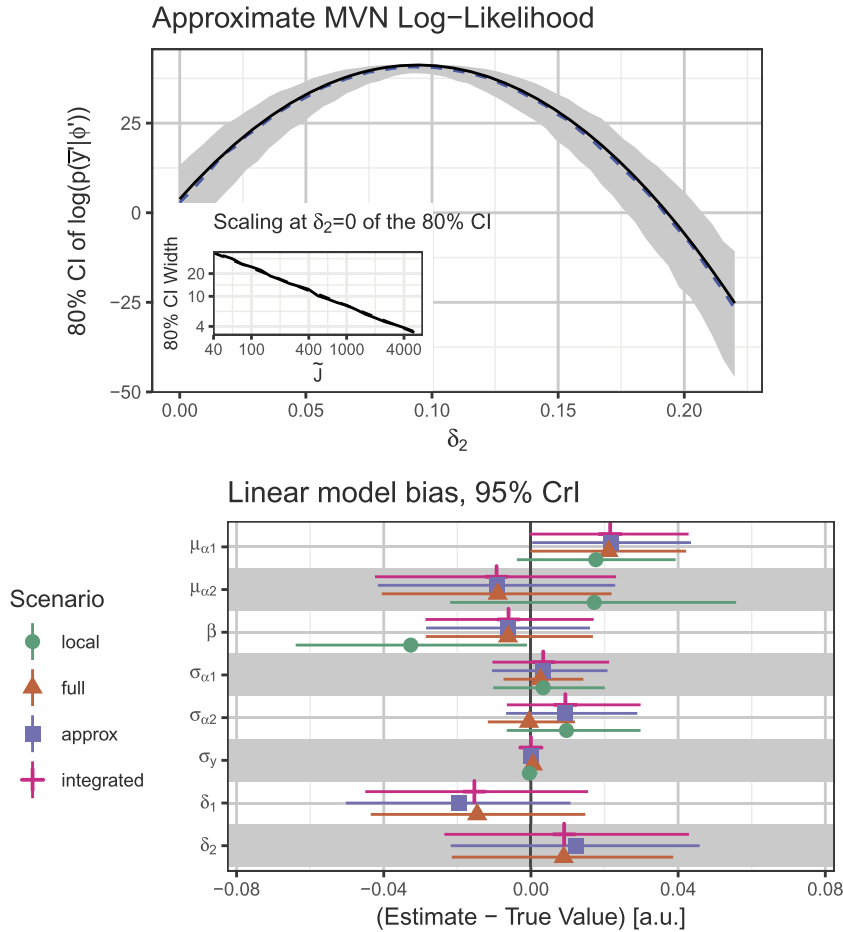 Approximate MVN Log−Likelihood
80% CI of log(p(y̅'|ϕ'))
25
0
−25
−50
Scaling at δ₂=0 of the 80% CI
80% CI Width
20
10
4
40 100 400 1000 4000
J̃
0.00 0.05 0.10 0.15 0.20
δ₂
Linear model bias, 95% CrI
Scenario
local
full
approx
integrated
μα1
μα2
β
σα1
σα2
σy
δ₁
δ₂
−0.08 −0.04 0.00 0.04 0.08
(Estimate − True Value) [a.u.]